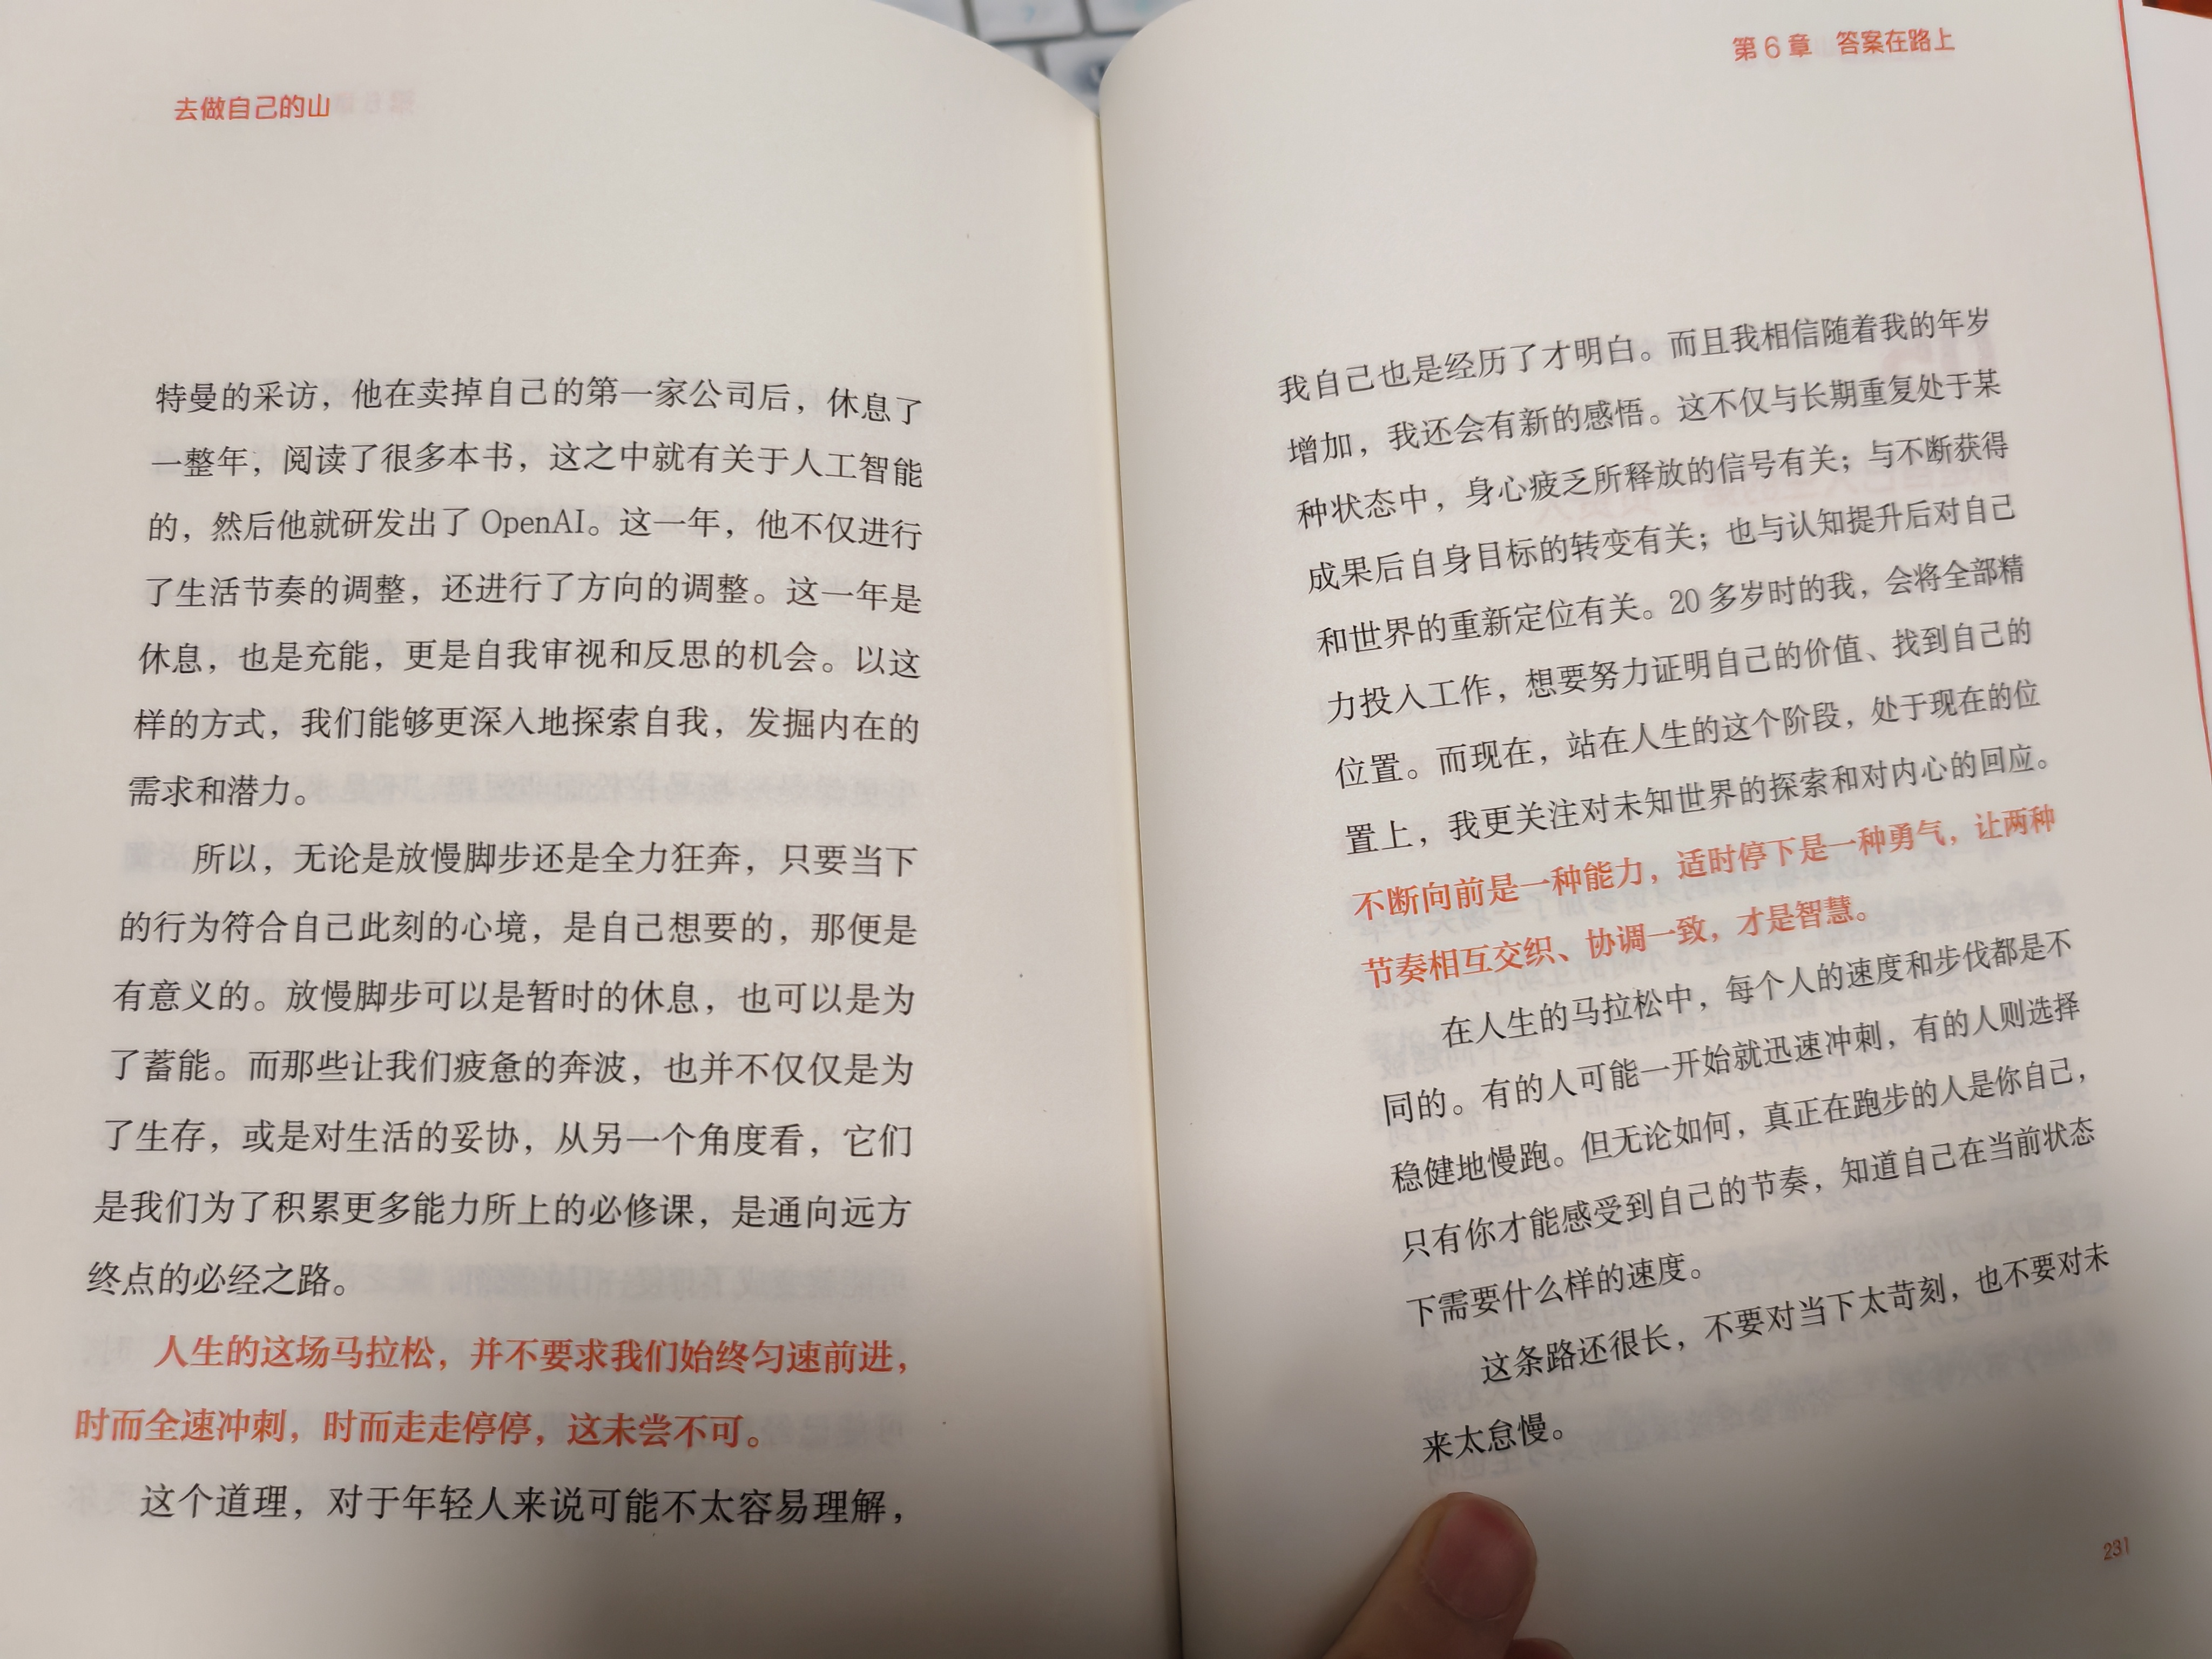 去做自己的山
特曼的采访，他在卖掉自己的第一家公司后，休息了
一整年，阅读了很多本书，这之中就有关于人工智能
的，然后他就研发出了 OpenAI。这一年，他不仅进行
了生活节奏的调整，还进行了方向的调整。这一年是
休息，也是充能，更是自我审视和反思的机会。以这
样的方式，我们能够更深入地探索自我，发掘内在的
需求和潜力。
所以，无论是放慢脚步还是全力狂奔，只要当下
的行为符合自己此刻的心境，是自己想要的，那便是
有意义的。放慢脚步可以是暂时的休息，也可以是为
了蓄能。而那些让我们疲惫的奔波，也并不仅仅是为
了生存，或是对生活的妥协，从另一个角度看，它们
是我们为了积累更多能力所上的必修课，是通向远方
终点的必经之路。
人生的这场马拉松，并不要求我们始终匀速前进，
时而全速冲刺，时而走走停停，这未尝不可。
这个道理，对于年轻人来说可能不太容易理解，
第 6 章 答案在路上
我自己也是经历了才明白。而且我相信随着我的年岁
增加，我还会有新的感悟。这不仅与长期重复处于某
种状态中，身心疲乏所释放的信号有关；与不断获得
成果后自身目标的转变有关；也与认知提升后对自己
和世界的重新定位有关。20 多岁时的我，会将全部精
力投入工作，想要努力证明自己的价值、找到自己的
位置。而现在，站在人生的这个阶段，处于现在的位
置上，我更关注对未知世界的探索和对内心的回应。
不断向前是一种能力，适时停下是一种勇气，让两种
节奏相互交织、协调一致，才是智慧。
在人生的马拉松中，每个人的速度和步伐都是不
同的。有的人可能一开始就迅速冲刺，有的人则选择
稳健地慢跑。但无论如何，真正在跑步的人是你自己，
只有你才能感受到自己的节奏，知道自己在当前状态
下需要什么样的速度。
这条路还很长，不要对当下太苛刻，也不要对未
来太怠慢。
231